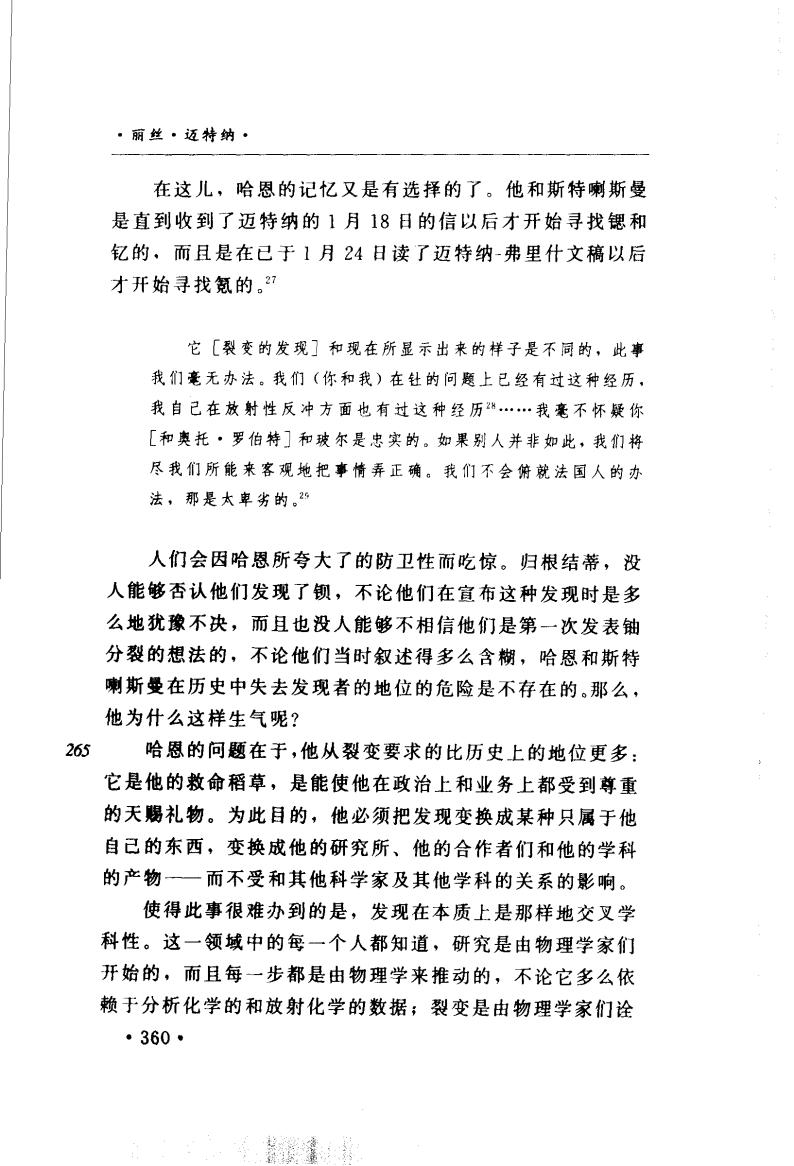 ·丽丝·迈特纳·
在这儿，哈恩的记忆又是有选择的了。他和斯特喇斯曼
是直到收到了迈特纳的1月18日的信以后才开始寻找锶和
钇的，而且是在已于1月24日读了迈特纳-弗里什文稿以后
才开始寻找氪的。27
它［裂变的发现］和现在所显示出来的样子是不同的，此事
我们毫无办法。我们（你和我）在钍的问题上已经有过这种经历，
我自己在放射性反冲方面也有过这种经历28……我毫不怀疑你
［和奥托·罗伯特］和玻尔是忠实的。如果别人并非如此，我们将
尽我们所能来客观地把事情弄正确。我们不会俯就法国人的办
法，那是太卑劣的。29
人们会因哈恩所夸大了的防卫性而吃惊。归根结蒂，没
人能够否认他们发现了钡，不论他们在宣布这种发现时是多
么地犹豫不决，而且也没人能够不相信他们是第一次发表铀
分裂的想法的，不论他们当时叙述得多么含糊，哈恩和斯特
喇斯曼在历史中失去发现者的地位的危险是不存在的。那么，
他为什么这样生气呢？
265
哈恩的问题在于，他从裂变要求的比历史上的地位更多：
它是他的救命稻草，是能使他在政治上和业务上都受到尊重
的天赐礼物。为此目的，他必须把发现变换成某种只属于他
自己的东西，变换成他的研究所、他的合作者们和他的学科
的产物——而不受和其他科学家及其他学科的关系的影响。
使得此事很难办到的是，发现在本质上是那样地交叉学
科性。这一领域中的每一个人都知道，研究是由物理学家们
开始的，而且每一步都是由物理学来推动的，不论它多么依
赖于分析化学的和放射化学的数据；裂变是由物理学家们诠
·360·